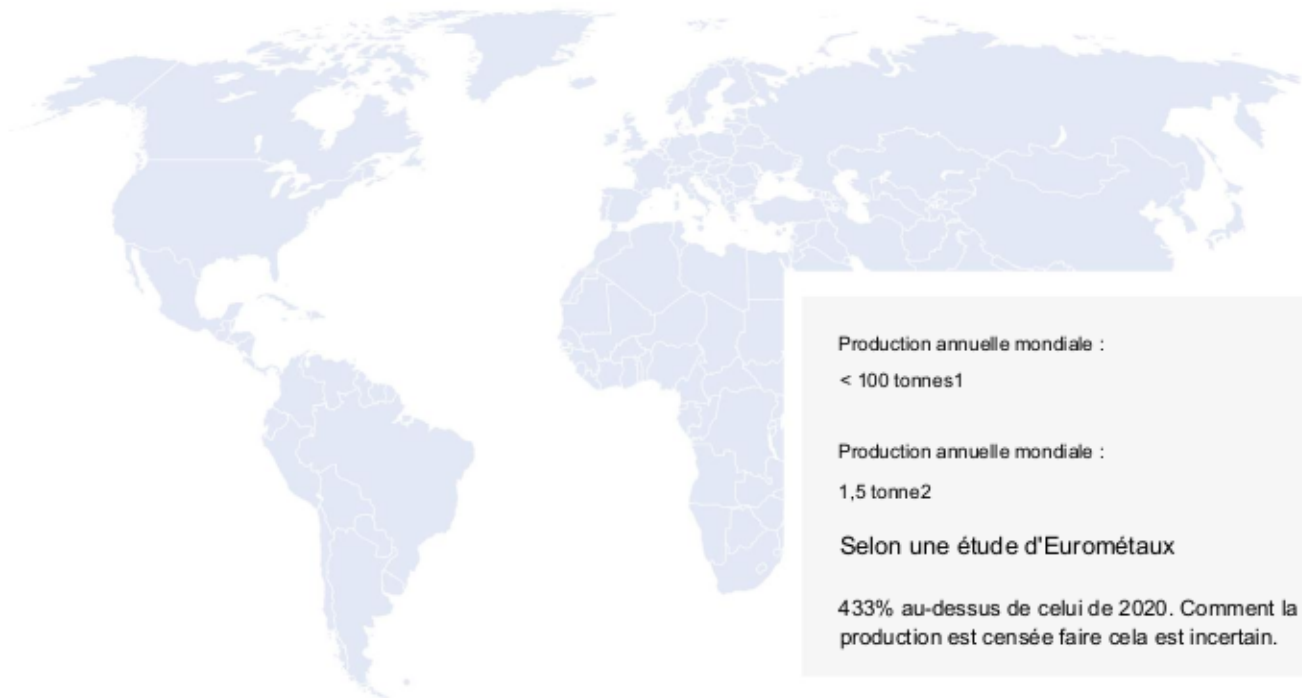 Production annuelle mondiale :
< 100 tonnes1
Production annuelle mondiale :
1,5 tonne2
Selon une étude d'Eurométaux
433% au-dessus de celui de 2020. Comment la
production est censée faire cela est incertain.